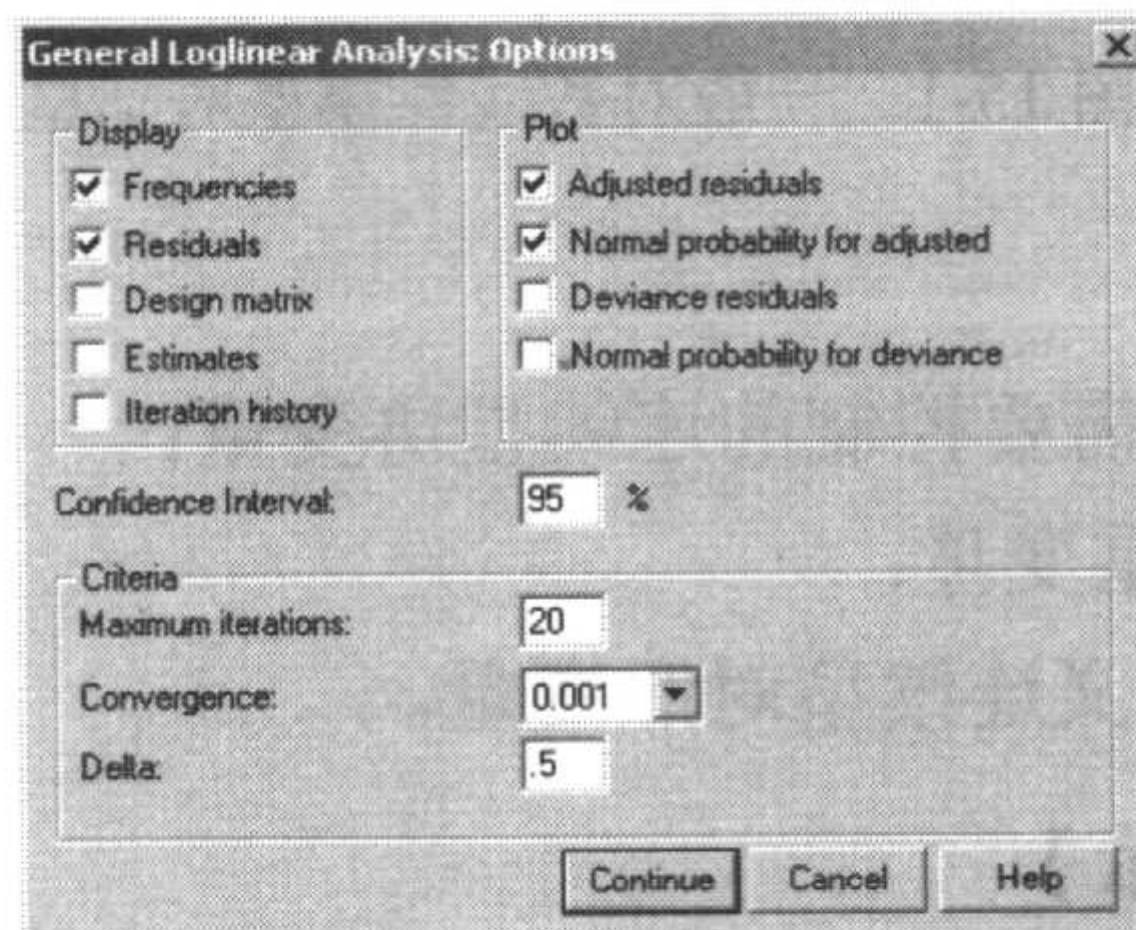 General Loglinear Analysis: Options
Display
Frequencies
Residuals
Design matrix
Estimates
Iteration history
Plot
Adjusted residuals
Normal probability for adjusted
Deviance residuals
Normal probability for deviance
Confidence Interval: 95 %
Criteria
Maximum iterations: 20
Convergence: 0.001
Delta: .5
Continue Cancel Help